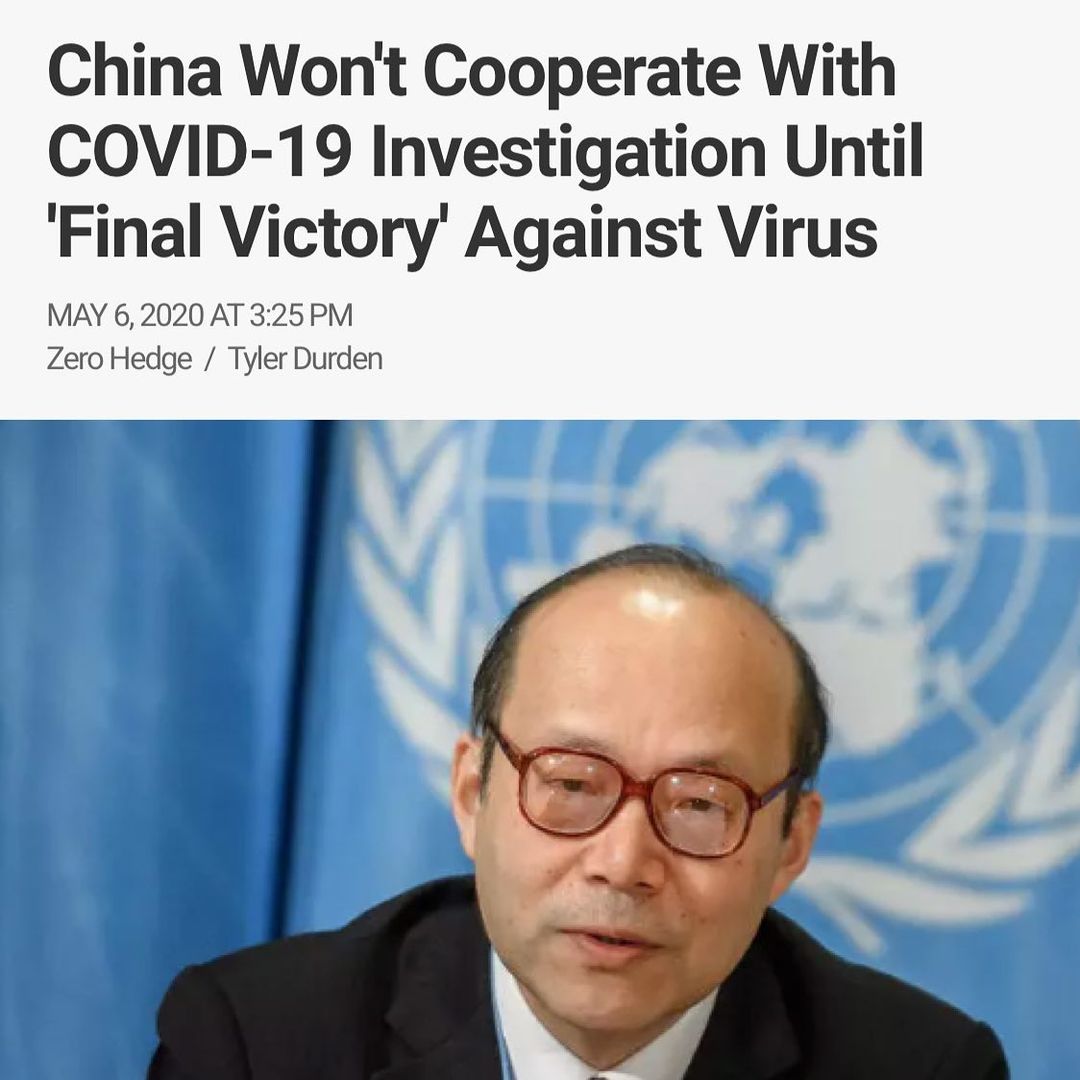 China Won't Cooperate With
COVID-19 Investigation Until
'Final Victory' Against Virus
MAY 6, 2020 AT 3:25 PM
Zero Hedge / Tyler Durden